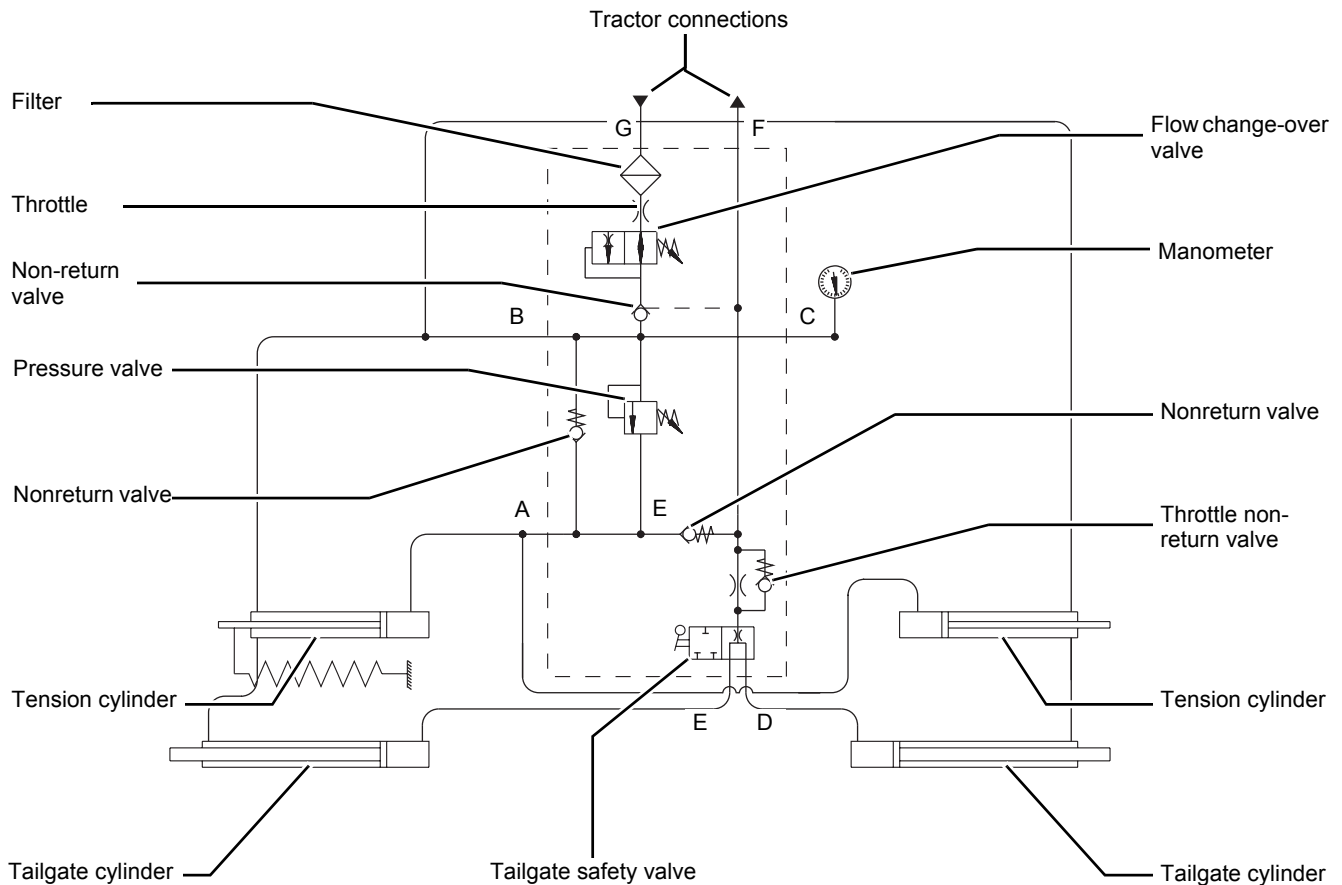 Tractor connections
Filter
G
F
Flow change-over
valve
Throttle
Non-return
valve
Manometer
B
C
Pressure valve
Nonreturn valve
Nonreturn valve
A
E
Throttle non-
return valve
Tension cylinder
E
D
Tension cylinder
Tailgate cylinder
Tailgate safety valve
Tailgate cylinder